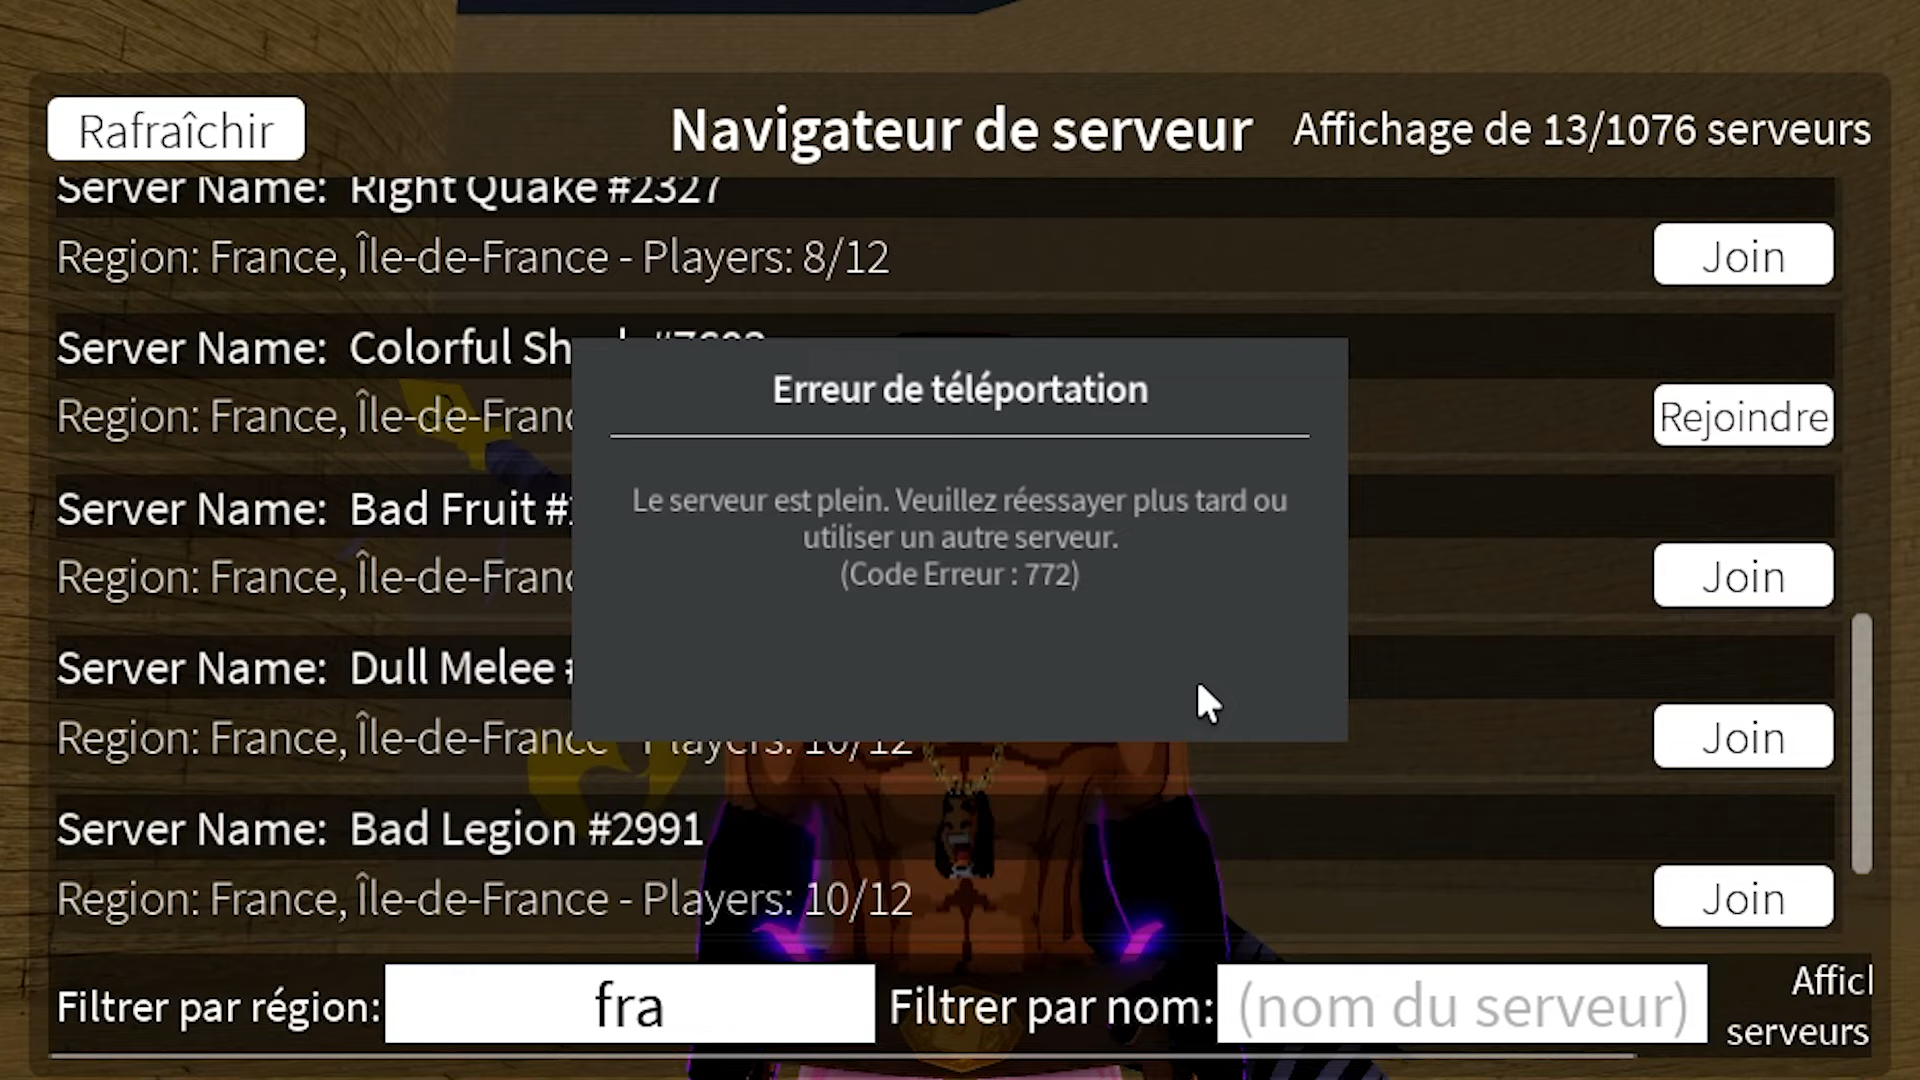 Rafraîchir
Navigateur de serveur
Affichage de 13/1076 serveurs
Server Name: Right Quake #2327
Region: France, Île-de-France - Players: 8/12
Join
Server Name: Colorful
Region: France, Île-de-
Rejoindre
Server Name: Bad Fruit
Region: France, Île-de-
Join
Server Name: Dull Melee
Region: France, Île-de-France - Players: 10/12
Join
Server Name: Bad Legion #2991
Region: France, Île-de-France - Players: 10/12
Join
Erreur de téléportation
Le serveur est plein. Veuillez réessayer plus tard ou
utiliser un autre serveur.
(Code Erreur : 772)
Filtrer par région:
fra
Filtrer par nom:
(nom du serveur)
serveurs